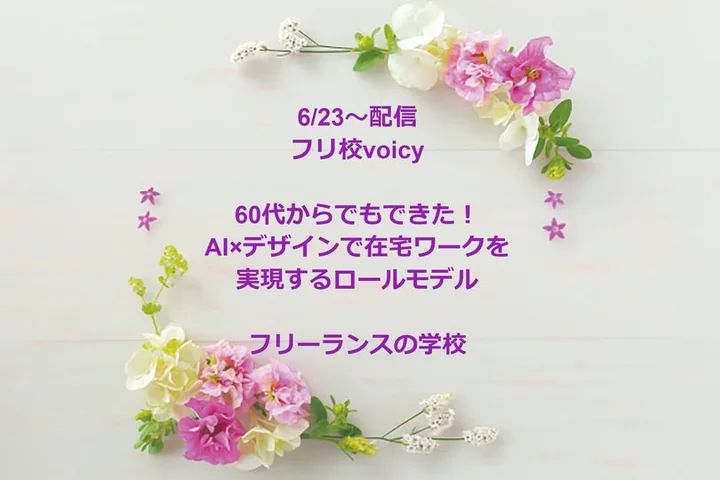 6/23～配信
フリ校voicy
60代からでもできた！
AI×デザインで在宅ワークを
実現するロールモデル
フリーランスの学校